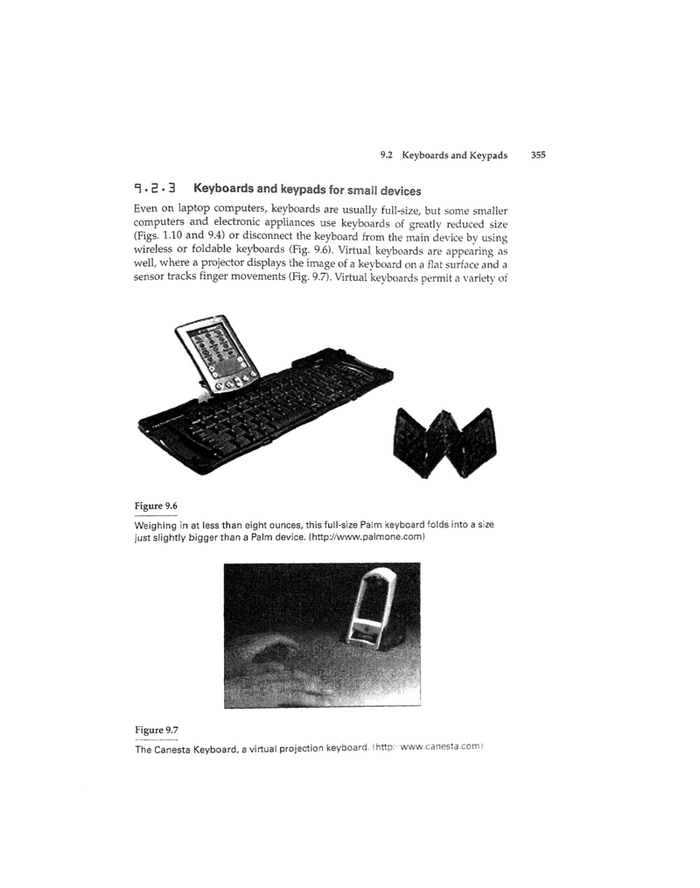 9.2 Keyboards and Keypads 355
9.2.3 Keyboards and keypads for small devices
Even on laptop computers, keyboards are usually full-size, but some smaller
computers and electronic appliances use keyboards of greatly reduced size
(Figs. 1.10 and 9.4) or disconnect the keyboard from the main device by using
wireless or foldable keyboards (Fig. 9.6). Virtual keyboards are appearing as
well, where a projector displays the image of a keyboard on a flat surface and a
sensor tracks finger movements (Fig. 9.7). Virtual keyboards permit a variety of
Figure 9.6
Weighing in at less than eight ounces, this full-size Palm keyboard folds into a size
just slightly bigger than a Palm device. (http://www.palmone.com)
Figure 9.7
The Canesta Keyboard, a virtual projection keyboard. (http://www.canesta.com)